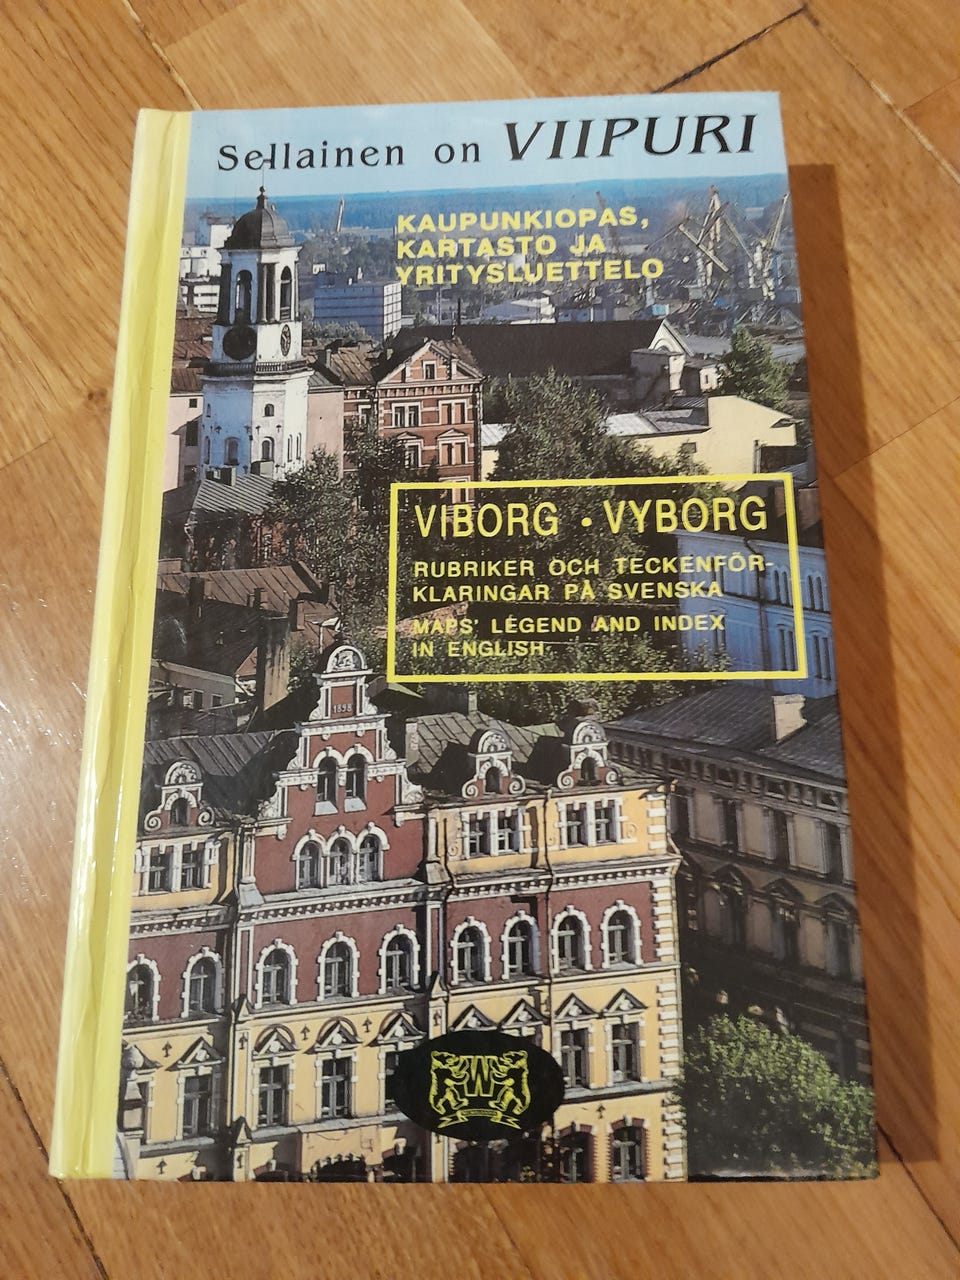 Sellainen on VIIPURI
KAUPUNKIOPAS,
KARTASTO JA
YRITYSLUETTELO
VIBORG • VYBORG
RUBRIKER OCH TECKENFÖR-
KLARINGAR PÅ SVENSKA
MAPS' LEGEND AND INDEX
IN ENGLISH
1898
W